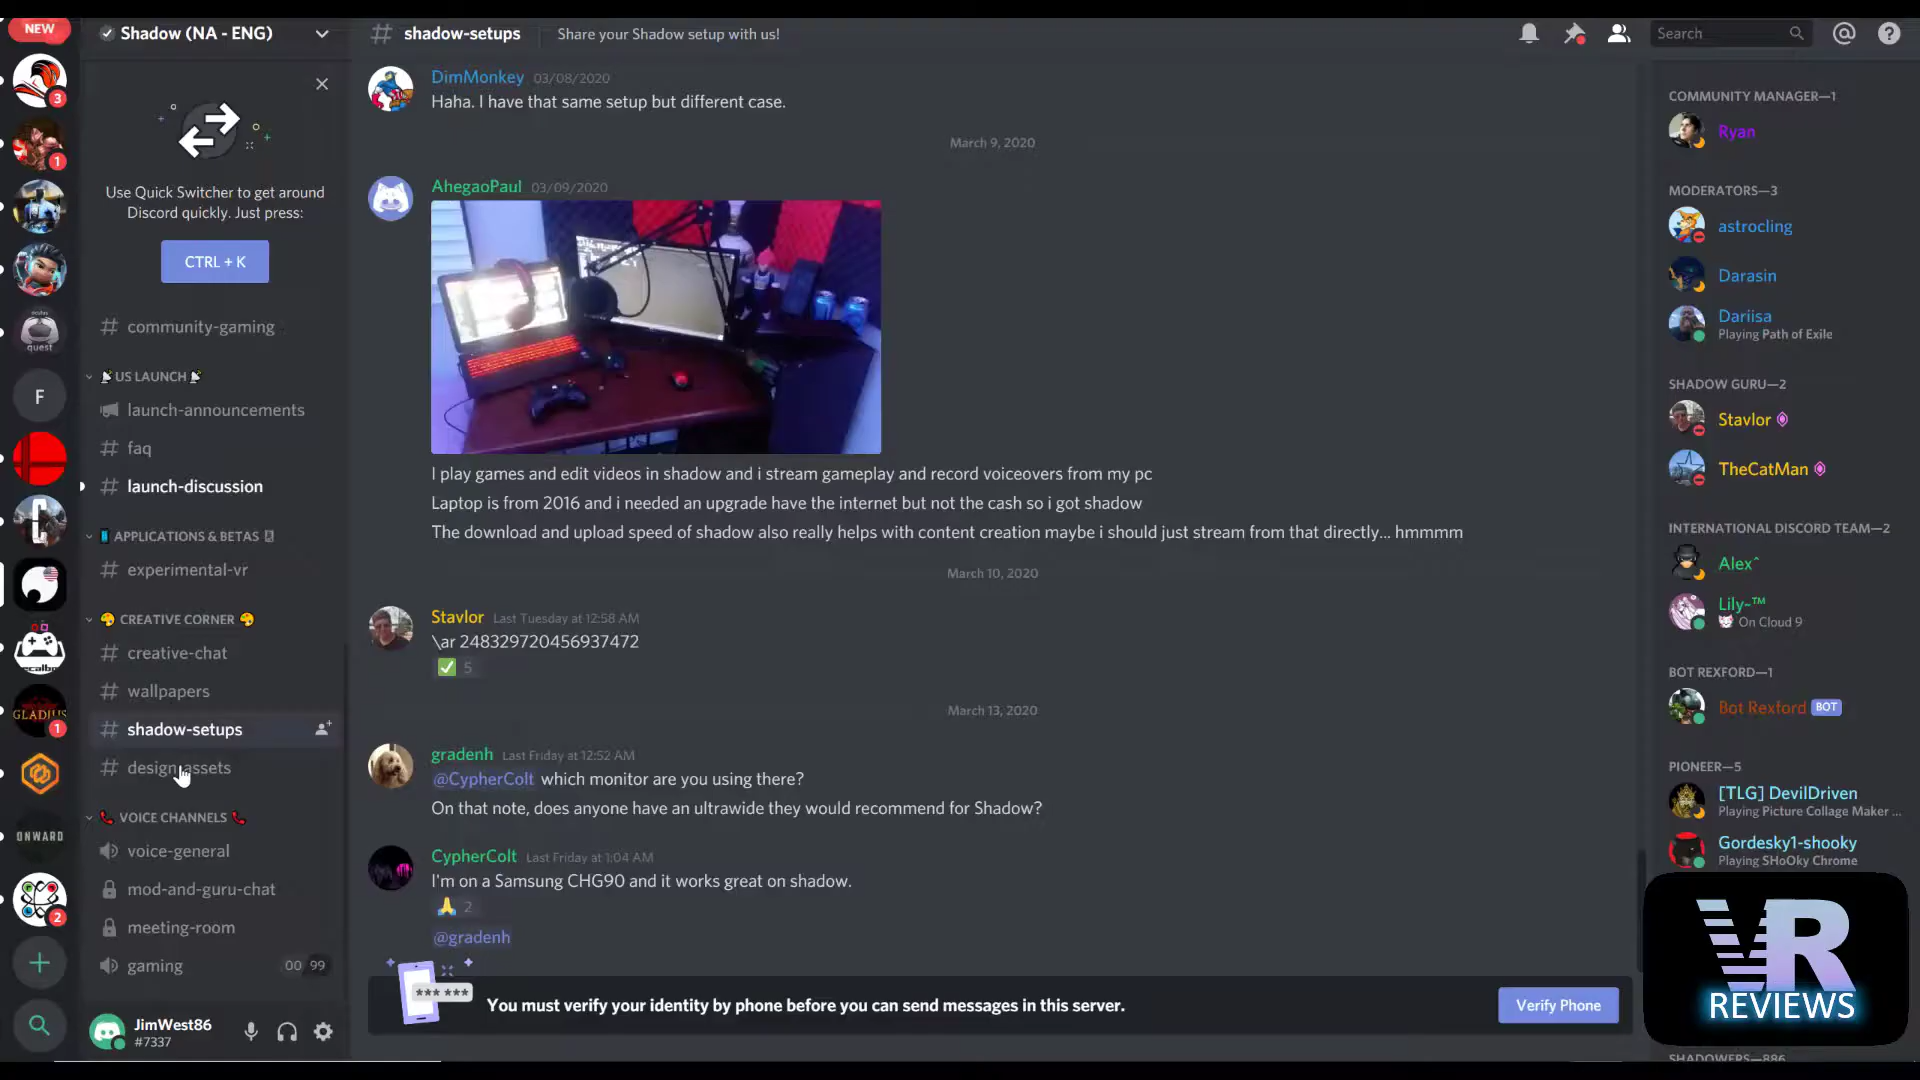 NEW
Shadow (NA - ENG)
shadow-setups
Share your Shadow setup with us!
Search
3
1
quest
F
GLADIUS
1
ONWARD
2
Use Quick Switcher to get around
Discord quickly. Just press:
CTRL + K
community-gaming
US LAUNCH
launch-announcements
faq
launch-discussion
APPLICATIONS & BETAS
experimental-vr
CREATIVE CORNER
creative-chat
wallpapers
shadow-setups
design-assets
VOICE CHANNELS
voice-general
mod-and-guru-chat
meeting-room
gaming
00 99
JimWest86
#7337
DimMonkey 03/08/2020
Haha. I have that same setup but different case.
March 9, 2020
AhegaoPaul 03/09/2020
I play games and edit videos in shadow and i stream gameplay and record voiceovers from my pc
Laptop is from 2016 and i needed an upgrade have the internet but not the cash so i got shadow
The download and upload speed of shadow also really helps with content creation maybe i should just stream from that directly... hmmmm
March 10, 2020
Stavlor Last Tuesday at 12:58 AM
\ar 248329720456937472
5
March 13, 2020
gradenh Last Friday at 12:52 AM
@CypherColt which monitor are you using there?
On that note, does anyone have an ultrawide they would recommend for Shadow?
CypherColt Last Friday at 1:04 AM
I'm on a Samsung CHG90 and it works great on shadow.
2
@gradenh
*** ***
You must verify your identity by phone before you can send messages in this server.
Verify Phone
COMMUNITY MANAGER—1
Ryan
MODERATORS—3
astrocling
Darasin
Dariisa
Playing Path of Exile
SHADOW GURU—2
Stavlor
TheCatMan
INTERNATIONAL DISCORD TEAM—2
Alex^
Lily~™
On Cloud 9
BOT REXFORD—1
Bot Rexford BOT
PIONEER—5
[TLG] DevilDriven
Playing Picture Collage Maker ...
Gordesky1-shooky
Playing SHoOky Chrome
VR
REVIEWS
SHADOWERS—886